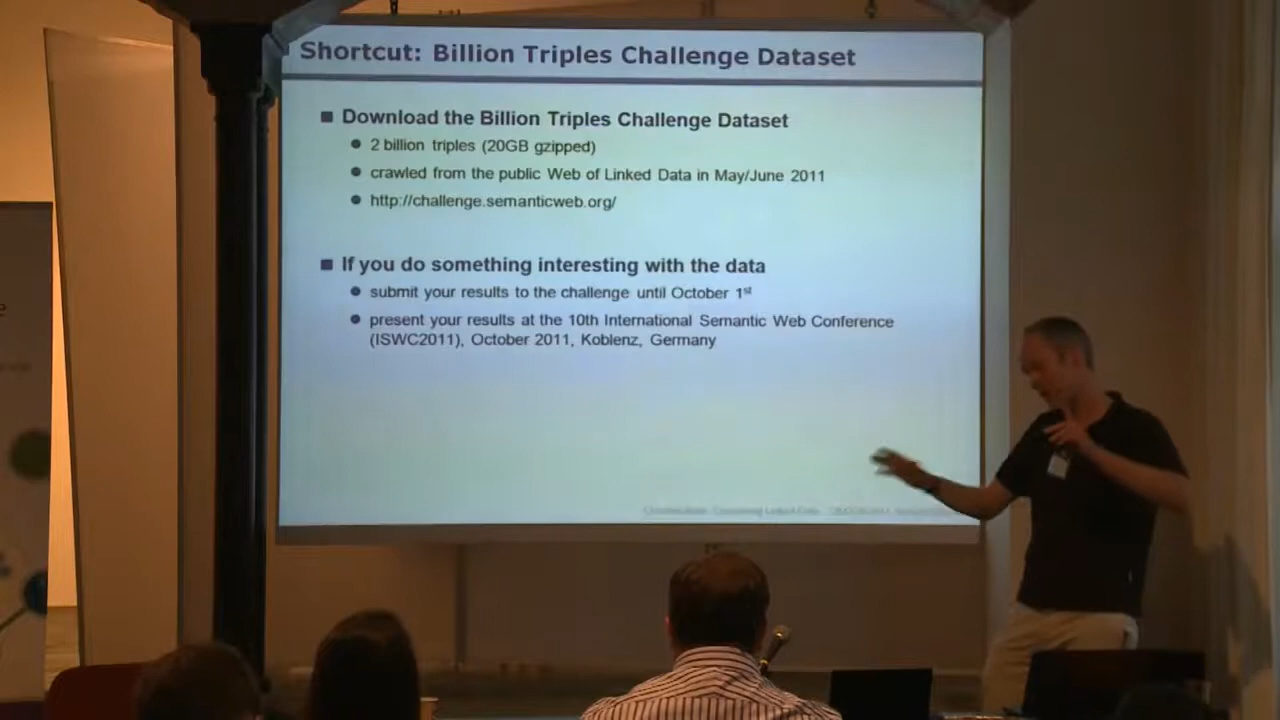 Shortcut: Billion Triples Challenge Dataset
Download the Billion Triples Challenge Dataset
2 billion triples (20GB gzipped)
crawled from the public Web of Linked Data in May/June 2011
http://challenge.semanticweb.org/
If you do something interesting with the data
submit your results to the challenge until October 1st
present your results at the 10th International Semantic Web Conference
(ISWC2011), October 2011, Koblenz, Germany